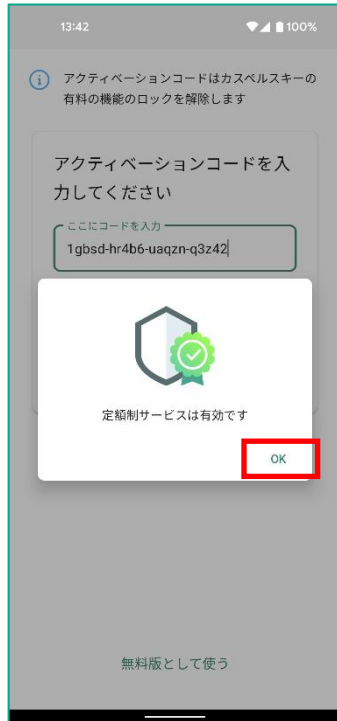 13:42 100%
アクティベーションコードはカスペルスキーの
有料の機能のロックを解除します
アクティベーションコードを入
力してください
ここにコードを入力
1gbsd-hr4b6-uaqzn-q3z42
定額制サービスは有効です
OK
無料版として使う